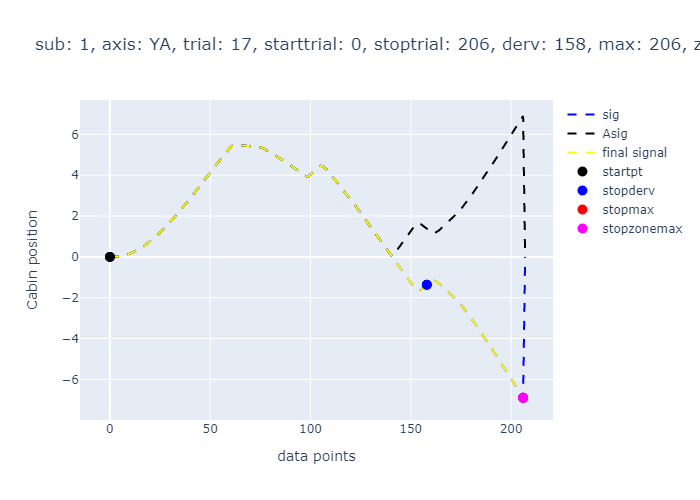 sub: 1, axis: YA, trial: 17, starttrial: 0, stoptrial: 206, derv: 158, max: 206, z
sig
Asig
final signal
startpt
stopderv
stopmax
stopzonemax
6
4
2
0
−2
−4
−6
Cabin position
0
50
100
150
200
data points